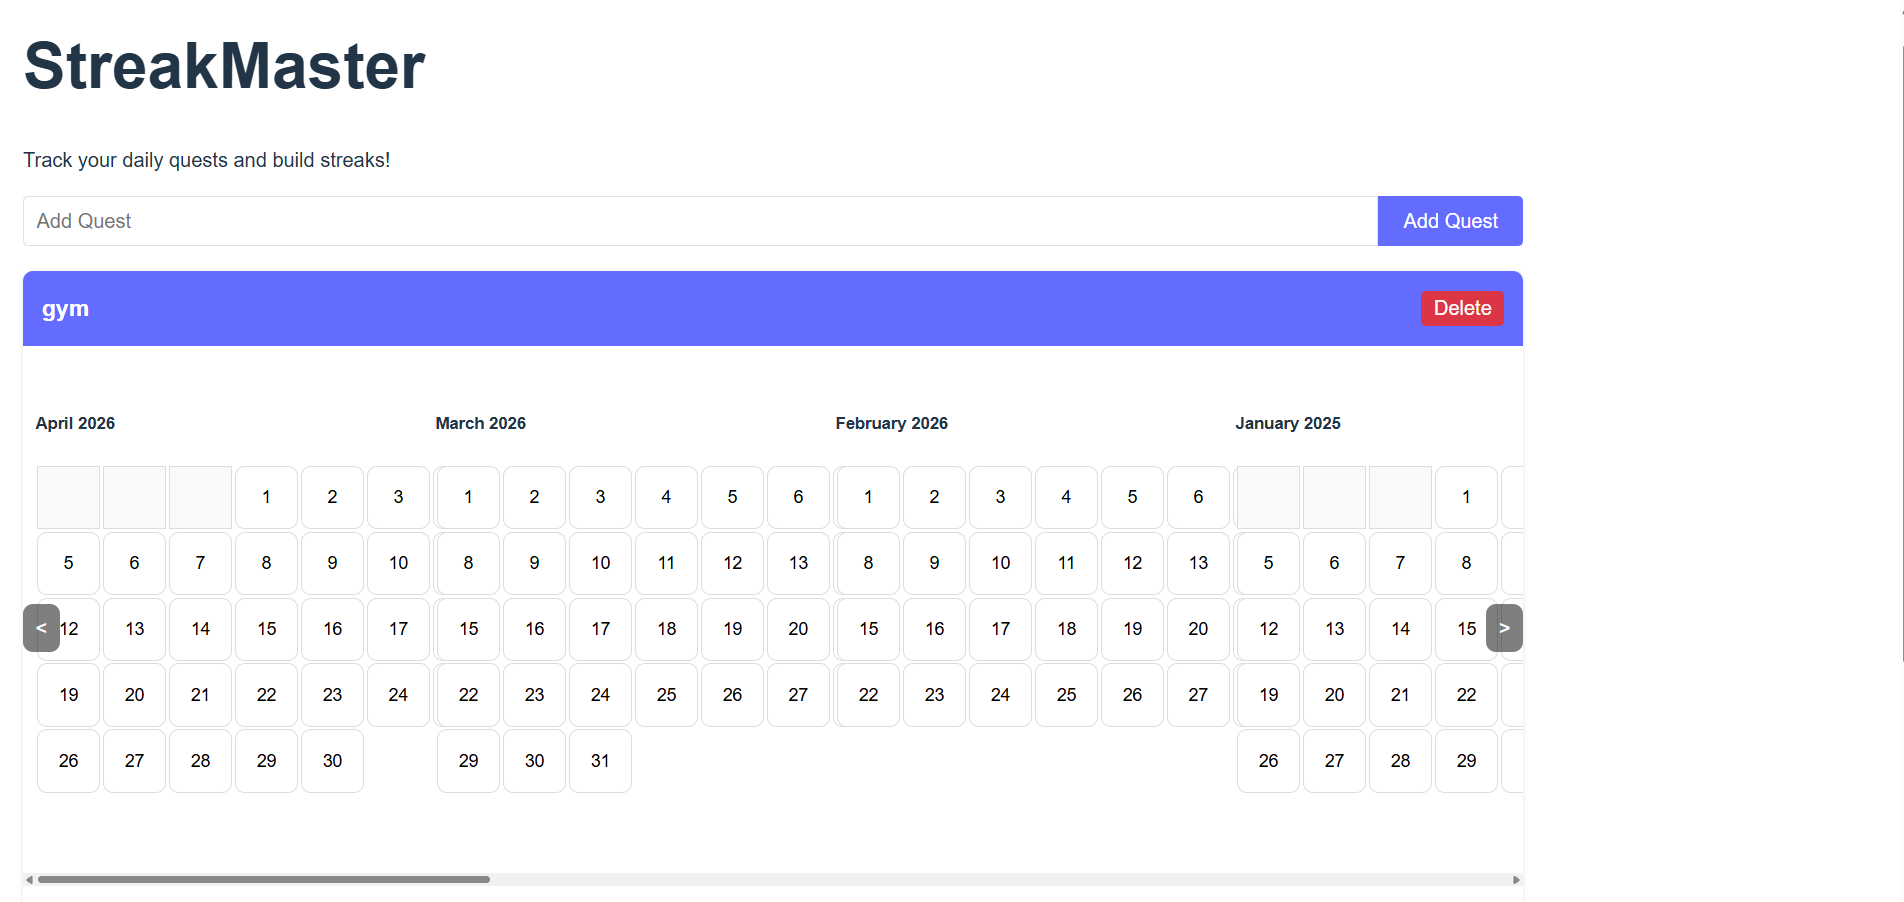 StreakMaster
Track your daily quests and build streaks!
Add Quest
Add Quest
gym
Delete
April 2026
1 2 3
5 6 7 8 9 10
12 13 14 15 16 17
19 20 21 22 23 24
26 27 28 29 30
March 2026
1 2 3 4 5 6
8 9 10 11 12 13
15 16 17 18 19 20
22 23 24 25 26 27
29 30 31
February 2026
1 2 3 4 5 6
8 9 10 11 12 13
15 16 17 18 19 20
22 23 24 25 26 27
January 2025
1
5 6 7 8
12 13 14 15
19 20 21 22
26 27 28 29
<
>